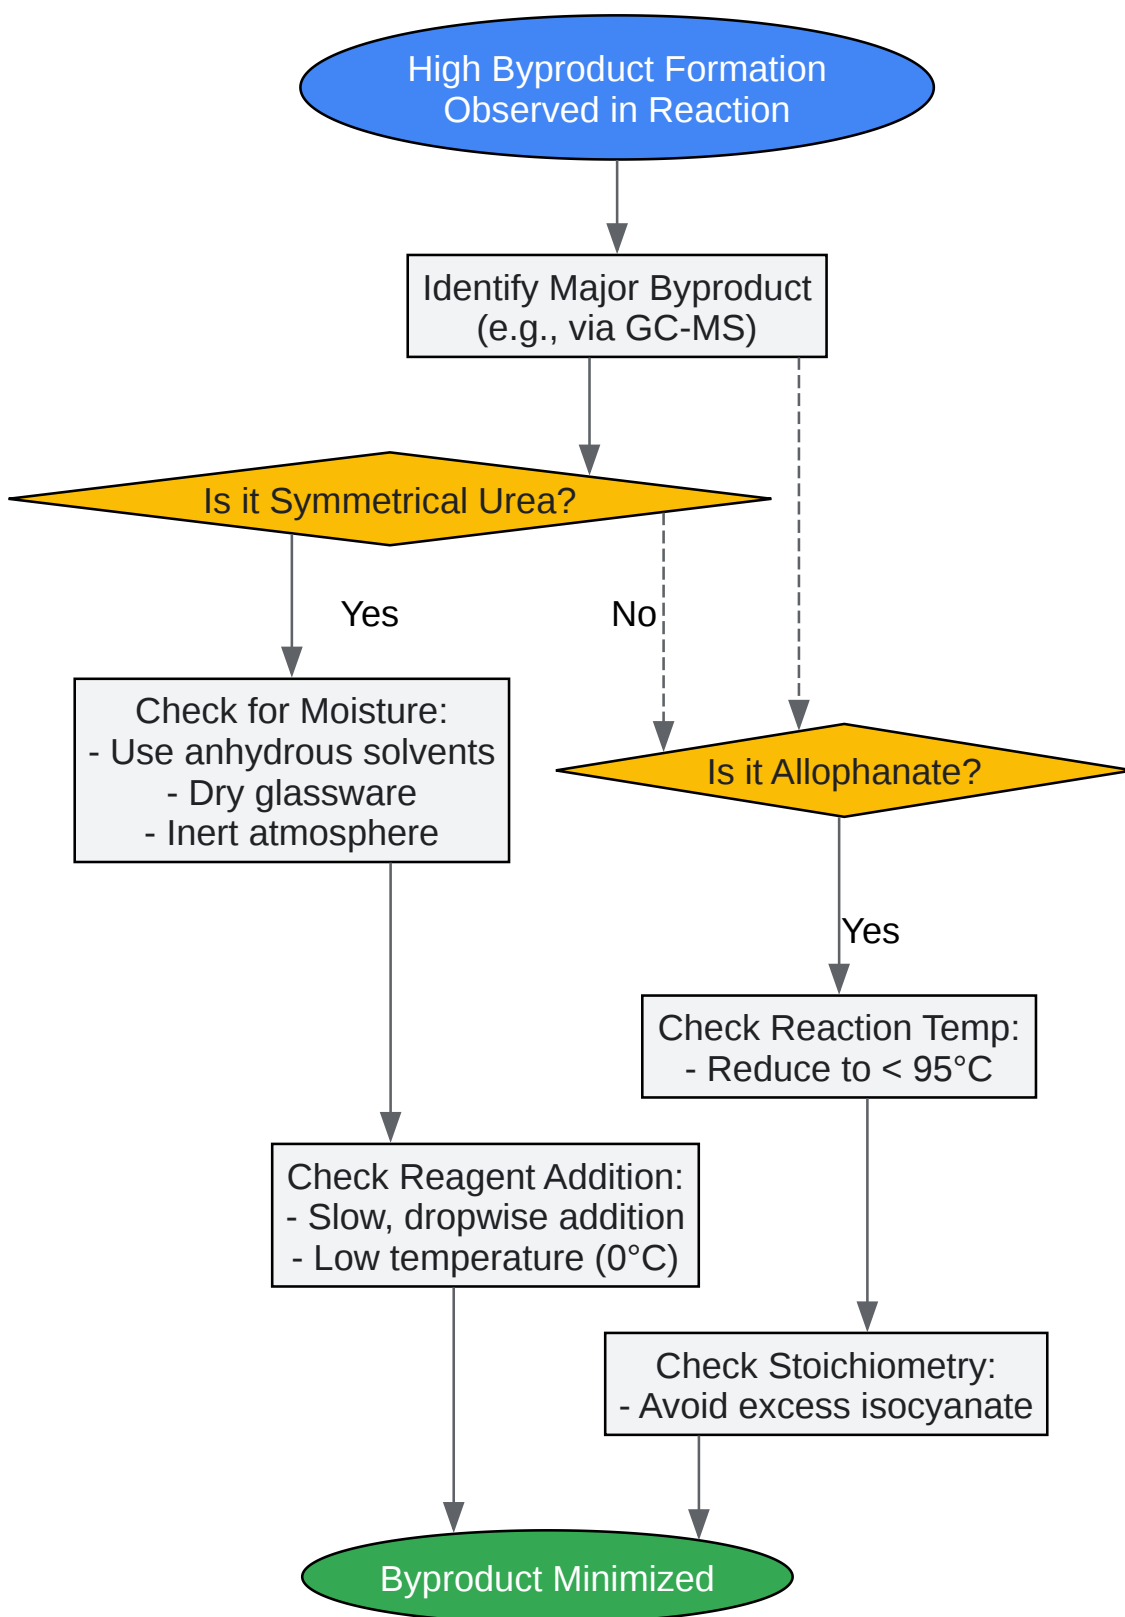 High Byproduct Formation
Observed in Reaction
Identify Major Byproduct
(e.g., via GC-MS)
Is it Symmetrical Urea?
Yes
No
Check for Moisture:
- Use anhydrous solvents
- Dry glassware
- Inert atmosphere
Is it Allophanate?
Yes
Check Reaction Temp:
- Reduce to < 95°C
Check Reagent Addition:
- Slow, dropwise addition
- Low temperature (0°C)
Check Stoichiometry:
- Avoid excess isocyanate
Byproduct Minimized